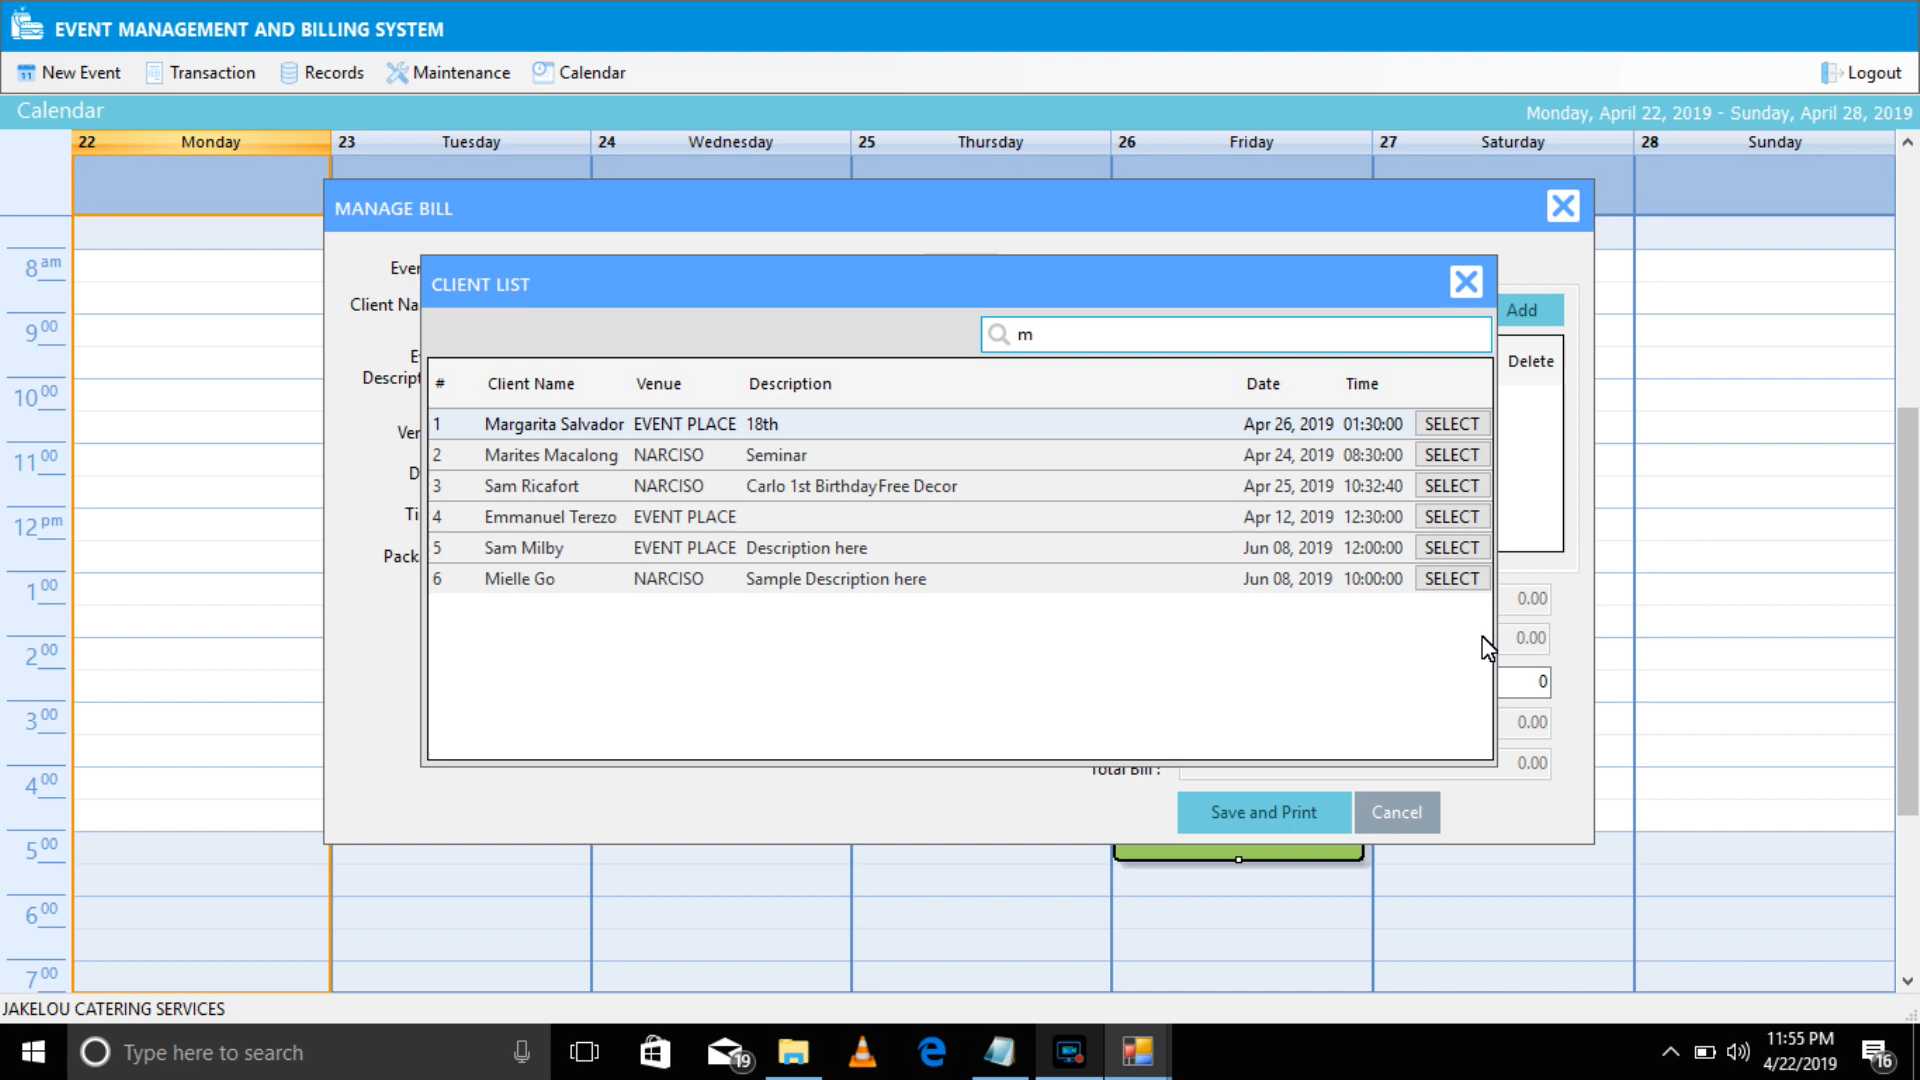 EVENT MANAGEMENT AND BILLING SYSTEM
New Event Transaction Records Maintenance Calendar Logout
Calendar Monday, April 22, 2019 - Sunday, April 28, 2019
22 Monday 23 Tuesday 24 Wednesday 25 Thursday 26 Friday 27 Saturday 28 Sunday
MANAGE BILL
CLIENT LIST
m
Add
Delete
# Client Name Venue Description Date Time
1 Margarita Salvador EVENT PLACE 18th Apr 26, 2019 01:30:00 SELECT
2 Marites Macalong NARCISO Seminar Apr 24, 2019 08:30:00 SELECT
3 Sam Ricafort NARCISO Carlo 1st Birthday Free Decor Apr 25, 2019 10:32:40 SELECT
4 Emmanuel Terezo EVENT PLACE Apr 12, 2019 12:30:00 SELECT
5 Sam Milby EVENT PLACE Description here Jun 08, 2019 12:00:00 SELECT
6 Mielle Go NARCISO Sample Description here Jun 08, 2019 10:00:00 SELECT
Even
Client Na
E
Descript
Ver
D
Ti
Pack
0.00
0.00
0
0.00
Total Bill : 0.00
Save and Print Cancel
8 am
9 00
10 00
11 00
12 pm
1 00
2 00
3 00
4 00
5 00
6 00
7 00
JAKELOU CATERING SERVICES
Type here to search
19
11:55 PM
4/22/2019
16